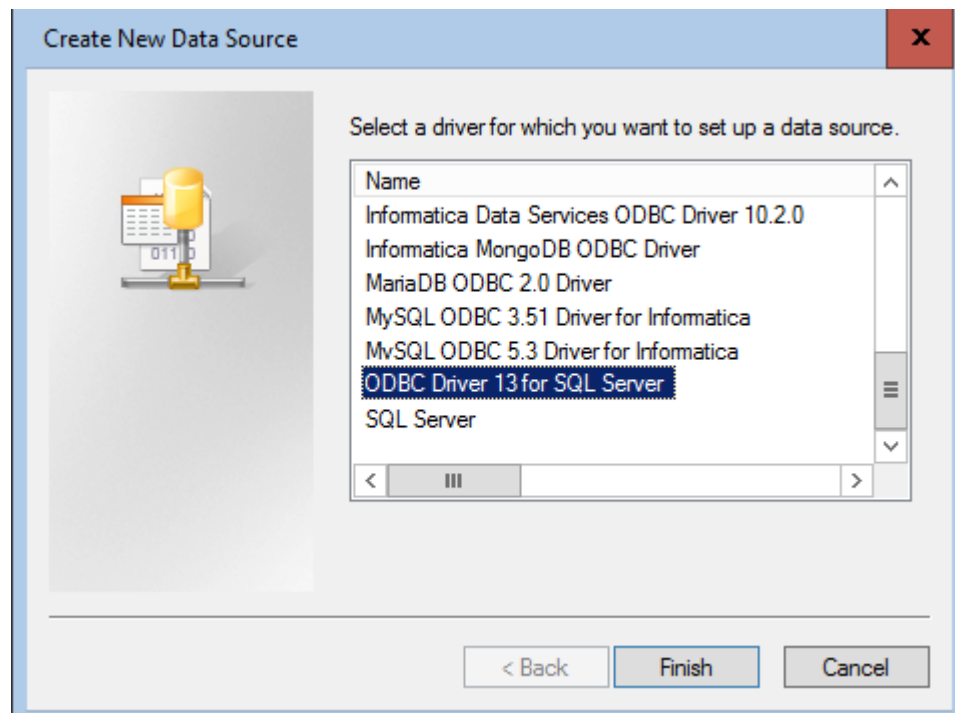 Create New Data Source
x
Select a driver for which you want to set up a data source.
Name
Informatica Data Services ODBC Driver 10.2.0
Informatica MongoDB ODBC Driver
MariaDB ODBC 2.0 Driver
MySQL ODBC 3.51 Driver for Informatica
MySQL ODBC 5.3 Driver for Informatica
ODBC Driver 13 for SQL Server
SQL Server
< Back Finish Cancel